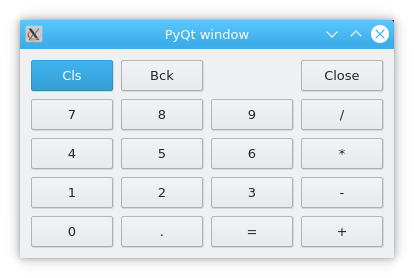 PyQt window
Cls Bck Close
7 8 9 /
4 5 6 *
1 2 3 -
0 . = +